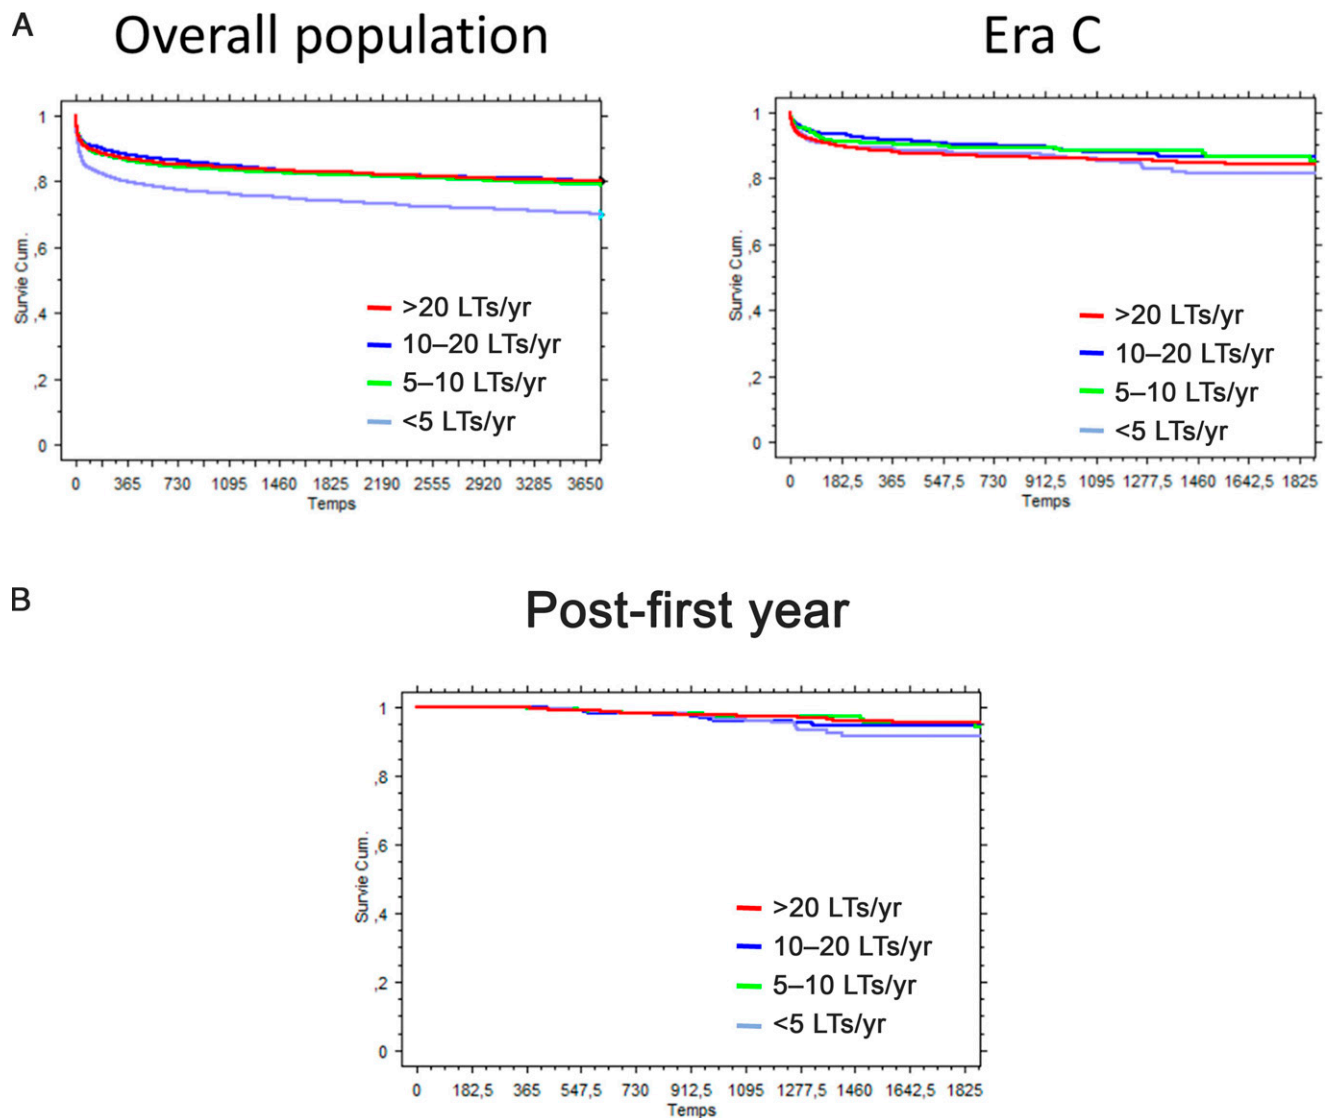 A
Overall population
Era C
1
,8
,6
,4
,2
0
Survie Cum.
>20 LTs/yr
10–20 LTs/yr
5–10 LTs/yr
<5 LTs/yr
0 365 730 1095 1460 1825 2190 2555 2920 3285 3650
Temps
1
,8
,6
,4
,2
0
Survie Cum.
>20 LTs/yr
10–20 LTs/yr
5–10 LTs/yr
<5 LTs/yr
0 182,5 365 547,5 730 912,5 1095 1277,5 1460 1642,5 1825
Temps
B
Post-first year
1
,8
,6
,4
,2
0
Survie Cum.
>20 LTs/yr
10–20 LTs/yr
5–10 LTs/yr
<5 LTs/yr
0 182,5 365 547,5 730 912,5 1095 1277,5 1460 1642,5 1825
Temps